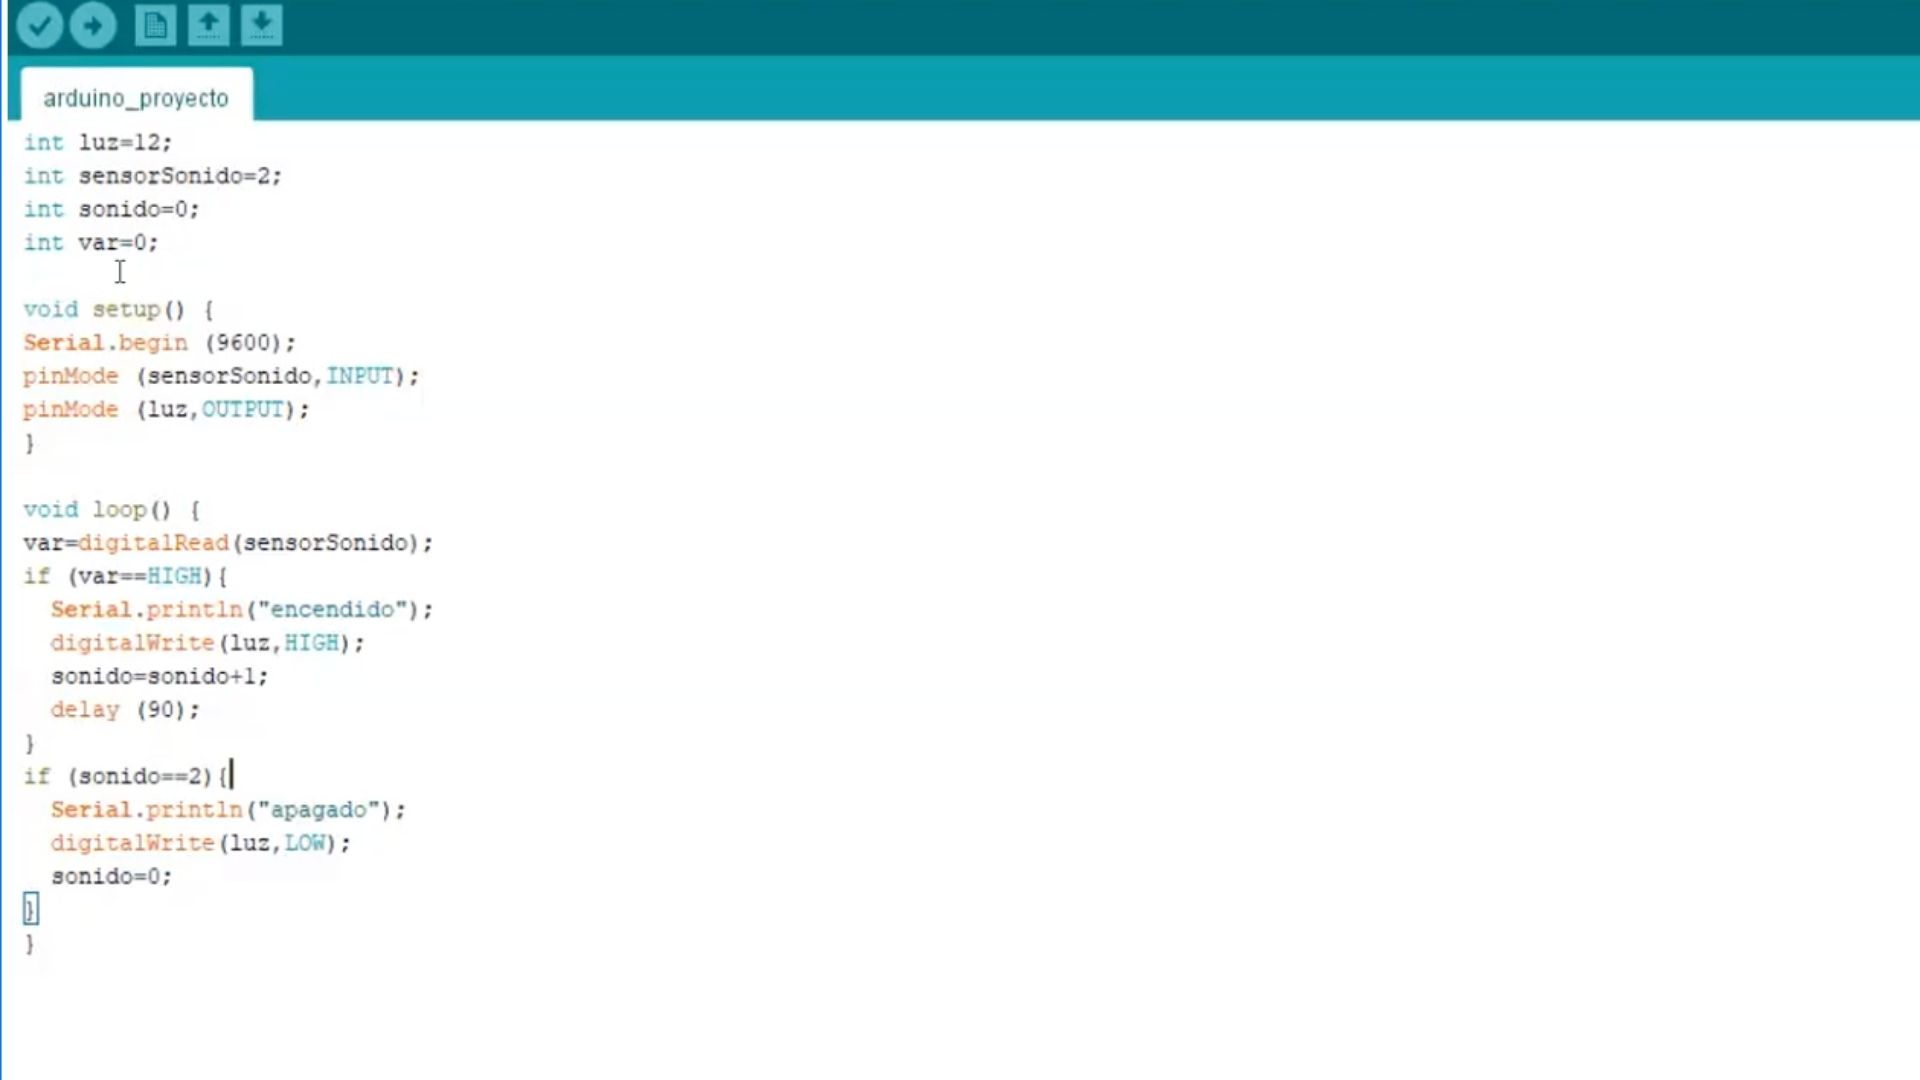 arduino_proyecto
int luz=12;
int sensorSonido=2;
int sonido=0;
int var=0;
void setup() {
Serial.begin (9600);
pinMode (sensorSonido,INPUT);
pinMode (luz,OUTPUT);
}
void loop() {
var=digitalRead(sensorSonido);
if (var==HIGH){
  Serial.println("encendido");
  digitalWrite(luz,HIGH);
  sonido=sonido+1;
  delay (90);
}
if (sonido==2){
  Serial.println("apagado");
  digitalWrite(luz,LOW);
  sonido=0;
}
}